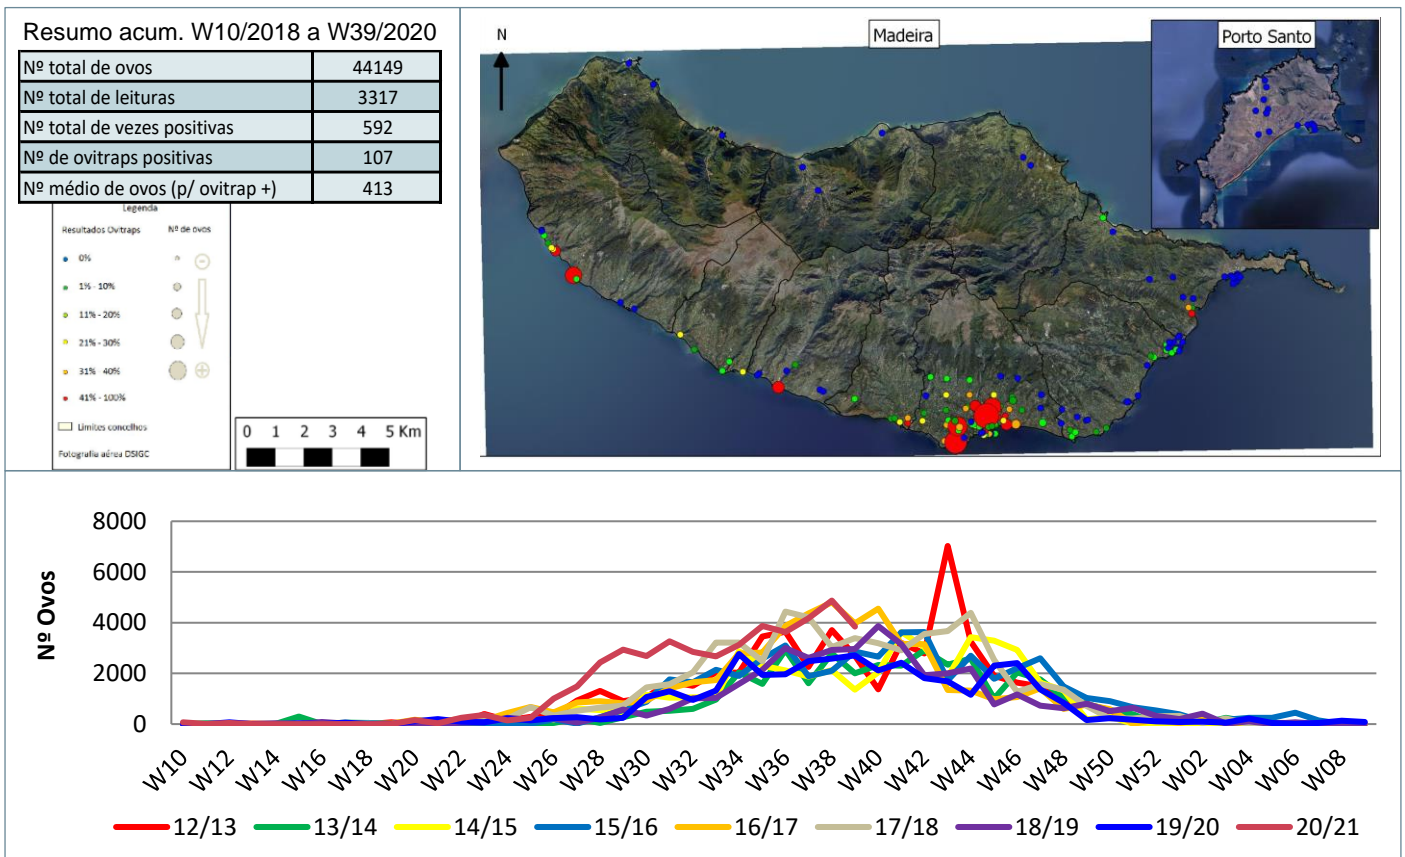 Resumo acum. W10/2018 a W39/2020
Nº total de ovos 44149
Nº total de leituras 3317
Nº total de vezes positivas 592
Nº de ovitraps positivas 107
Nº médio de ovos (p/ ovitrap +) 413
Legenda
Resultados Ovitraps Nº de ovos
0%
1% - 10%
11% - 20%
21% - 30%
31% - 40%
41% - 100%
Limites concelhos
Fotografia aérea DSIGC
0 1 2 3 4 5 Km
N
Madeira
Porto Santo
Nº Ovos
8000
6000
4000
2000
0
W10 W12 W14 W16 W18 W20 W22 W24 W26 W28 W30 W32 W34 W36 W38 W40 W42 W44 W46 W48 W50 W52 W02 W04 W06 W08
12/13 13/14 14/15 15/16 16/17 17/18 18/19 19/20 20/21